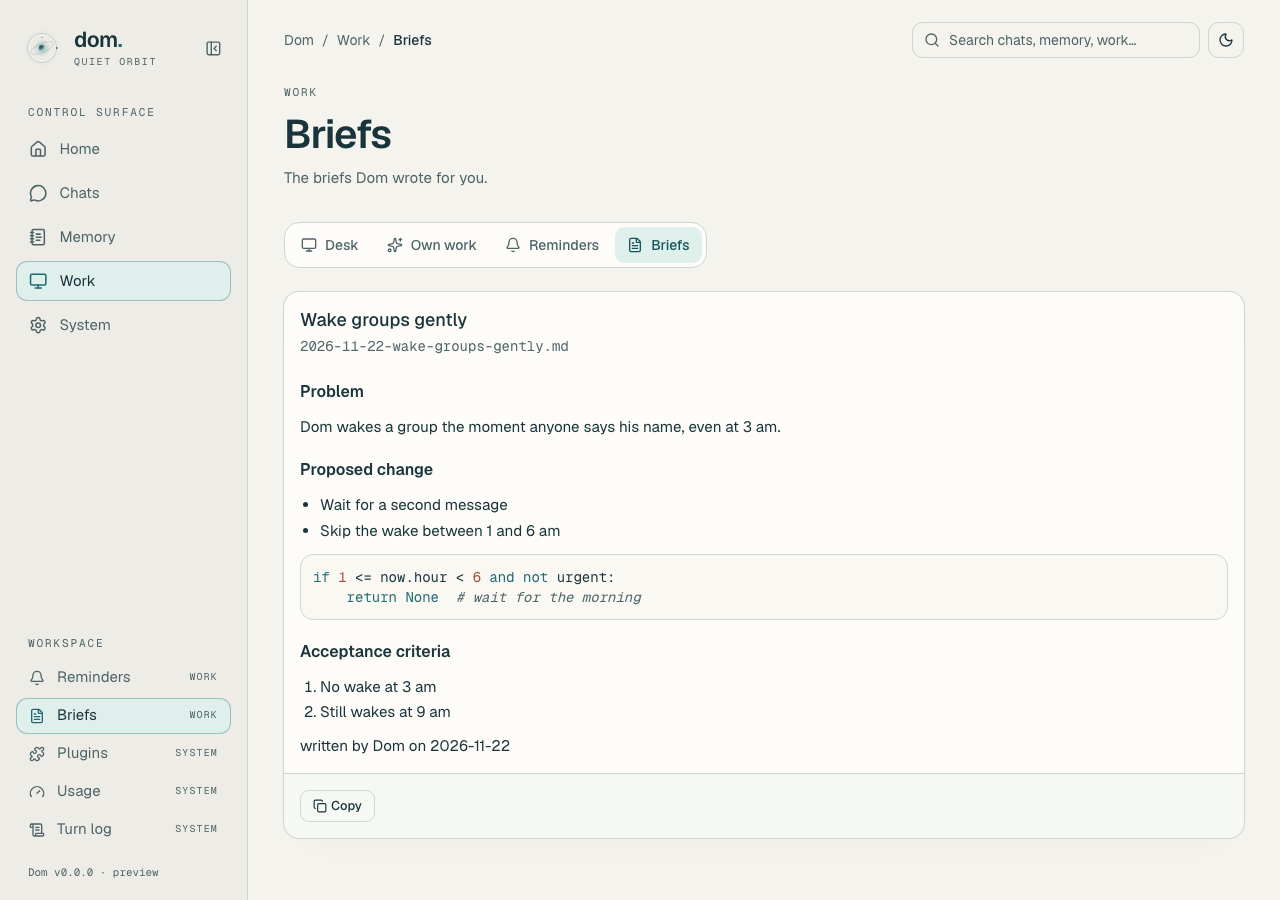 dom.
QUIET ORBIT
CONTROL SURFACE
Home
Chats
Memory
Work
System
WORKSPACE
Reminders WORK
Briefs WORK
Plugins SYSTEM
Usage SYSTEM
Turn log SYSTEM
Dom v0.0.0 · preview
Dom / Work / Briefs
Search chats, memory, work…
WORK
Briefs
The briefs Dom wrote for you.
Desk Own work Reminders Briefs
Wake groups gently
2026-11-22-wake-groups-gently.md
Problem
Dom wakes a group the moment anyone says his name, even at 3 am.
Proposed change
• Wait for a second message
• Skip the wake between 1 and 6 am
if 1 <= now.hour < 6 and not urgent:
    return None  # wait for the morning
Acceptance criteria
1. No wake at 3 am
2. Still wakes at 9 am
written by Dom on 2026-11-22
Copy